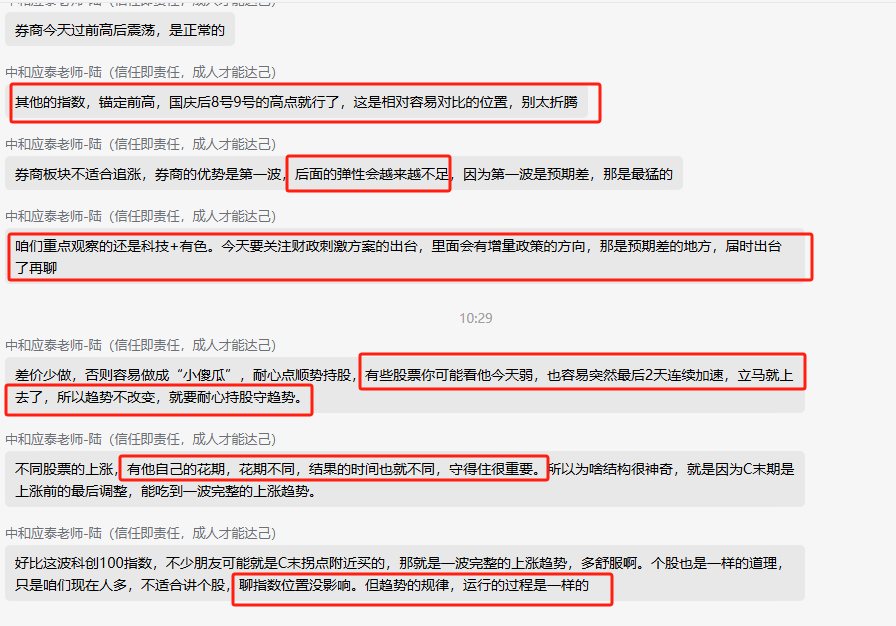 中和应泰老师-陆（信任即责任，成人才能达己）
券商今天过前高后震荡，是正常的
中和应泰老师-陆（信任即责任，成人才能达己）
其他的指数，锚定前高，国庆后8号9号的高点就行了，这是相对容易对比的位置，别太折腾
中和应泰老师-陆（信任即责任，成人才能达己）
券商板块不适合追涨，券商的优势是第一波，后面的弹性会越来越不足，因为第一波是预期差，那是最猛的
中和应泰老师-陆（信任即责任，成人才能达己）
咱们重点观察的还是科技+有色。今天要关注财政刺激方案的出台，里面会有增量政策的方向，那是预期差的地方，届时出台
了再聊
10:29
中和应泰老师-陆（信任即责任，成人才能达己）
差价少做，否则容易做成“小傻瓜”，耐心点顺势持股，有些股票你可能看他今天弱，也容易突然最后2天连续加速，立马就上
去了，所以趋势不改变，就要耐心持股守趋势。
中和应泰老师-陆（信任即责任，成人才能达己）
不同股票的上涨，有他自己的花期，花期不同，结果的时间也就不同，守得住很重要。所以为啥结构很神奇，就是因为C末期是
上涨前的最后调整，能吃到一波完整的上涨趋势。
中和应泰老师-陆（信任即责任，成人才能达己）
好比这波科创100指数，不少朋友可能就是C末拐点附近买的，那就是一波完整的上涨趋势，多舒服啊。个股也是一样的道理，
只是咱们现在人多，不适合讲个股，聊指数位置没影响。但趋势的规律，运行的过程是一样的